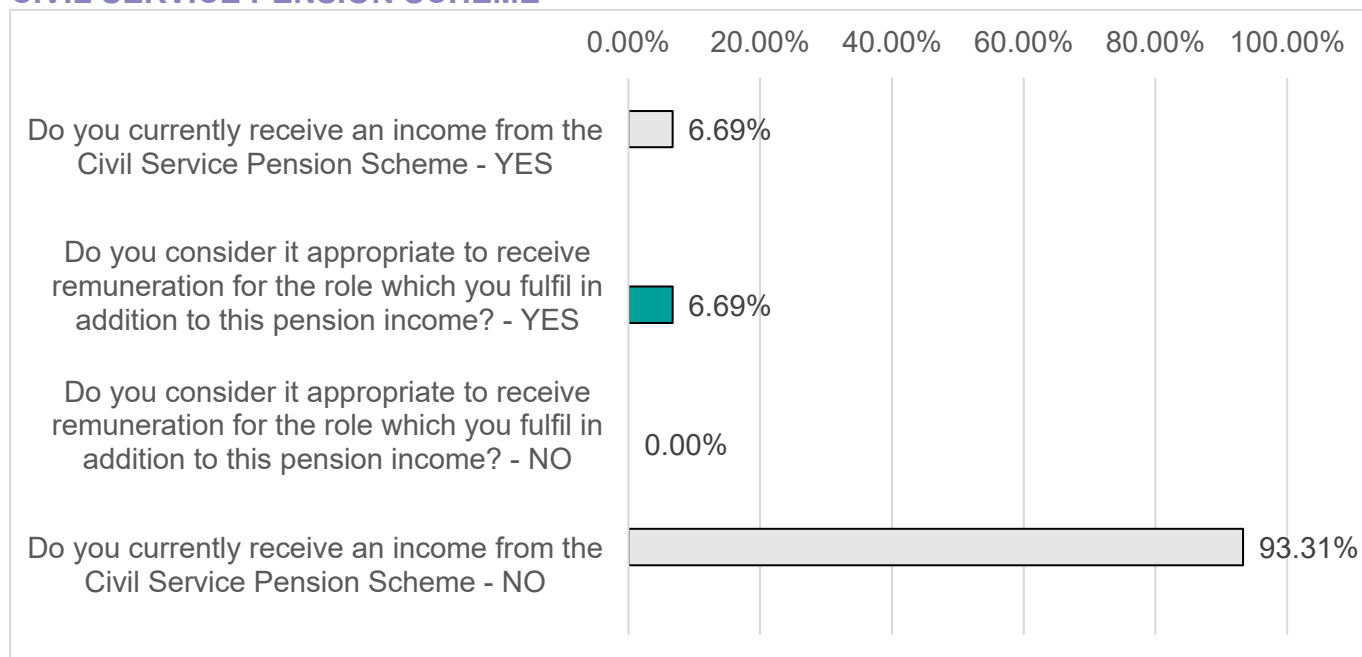 CIVIL SERVICE PENSION SCHEME
0.00% 20.00% 40.00% 60.00% 80.00% 100.00%
Do you currently receive an income from the
Civil Service Pension Scheme - YES
6.69%
Do you consider it appropriate to receive
remuneration for the role which you fulfil in
addition to this pension income? - YES
6.69%
Do you consider it appropriate to receive
remuneration for the role which you fulfil in
addition to this pension income? - NO
0.00%
Do you currently receive an income from the
Civil Service Pension Scheme - NO
93.31%